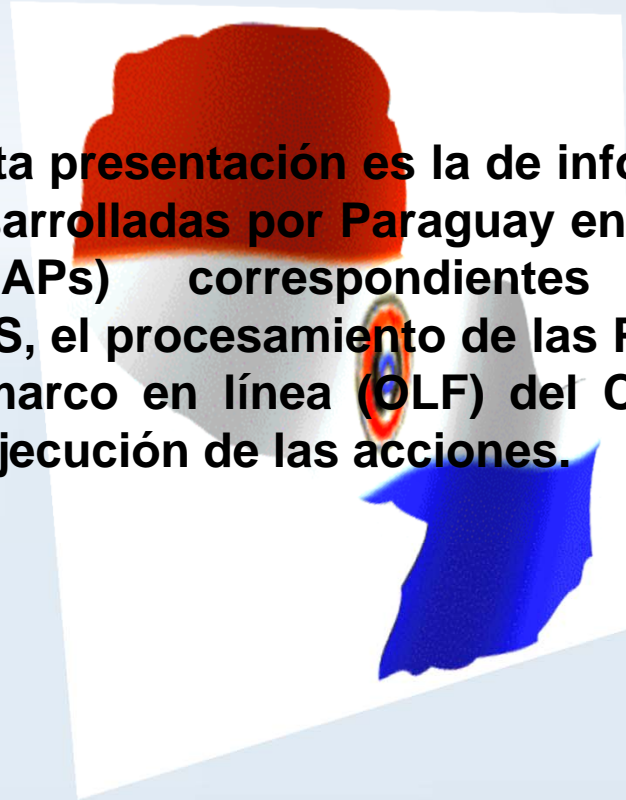 ta presentación es la de info
arrolladas por Paraguay en
APs) correspondientes
S, el procesamiento de las
marco en línea (OLF) del
jecución de las acciones.